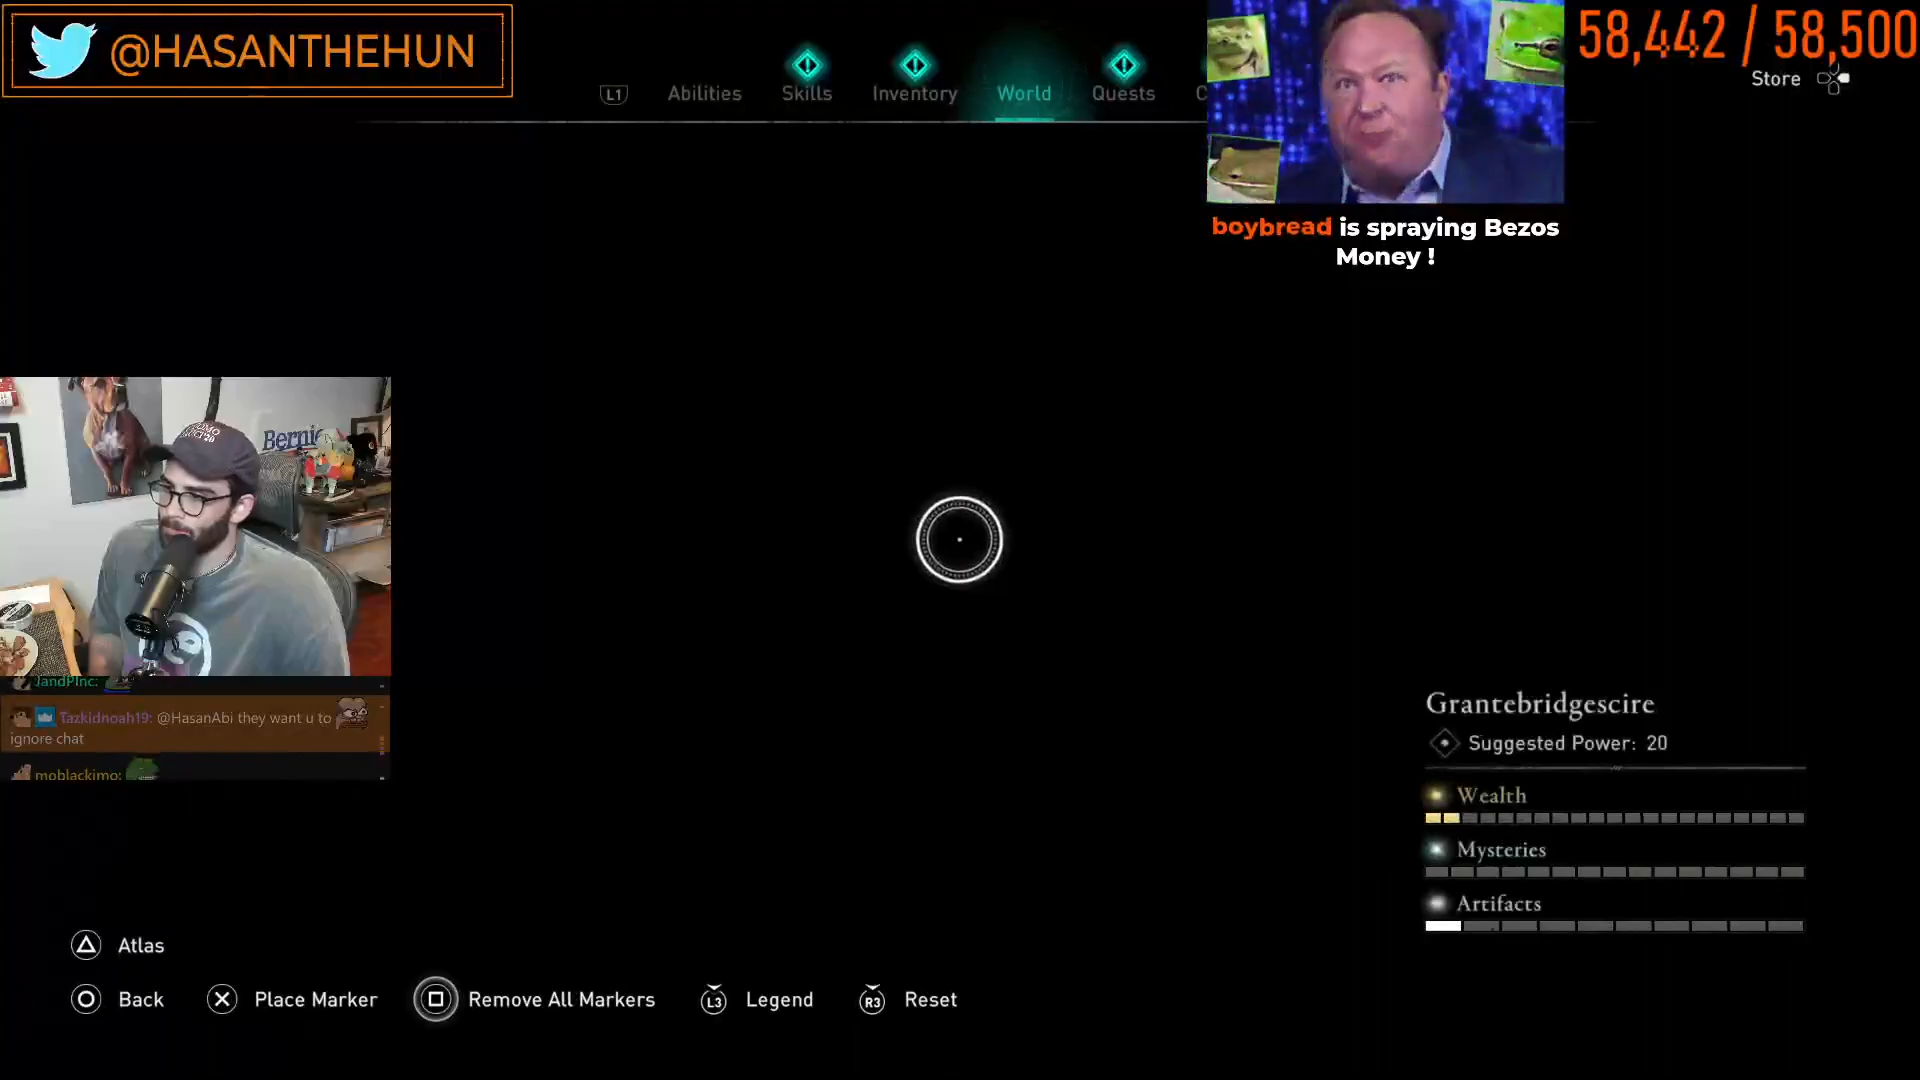 @HASANTHEHUN
58,442 / 58,500
L1 Abilities Skills Inventory World Quests C
Store
boybread is spraying Bezos
Money !
Bernie
JandPInc:
Tazkidnoah19: @HasanAbi they want u to
ignore chat
moblackimo:
Grantebridgescire
Suggested Power: 20
Wealth
Mysteries
Artifacts
Atlas
Back Place Marker Remove All Markers L3 Legend R3 Reset